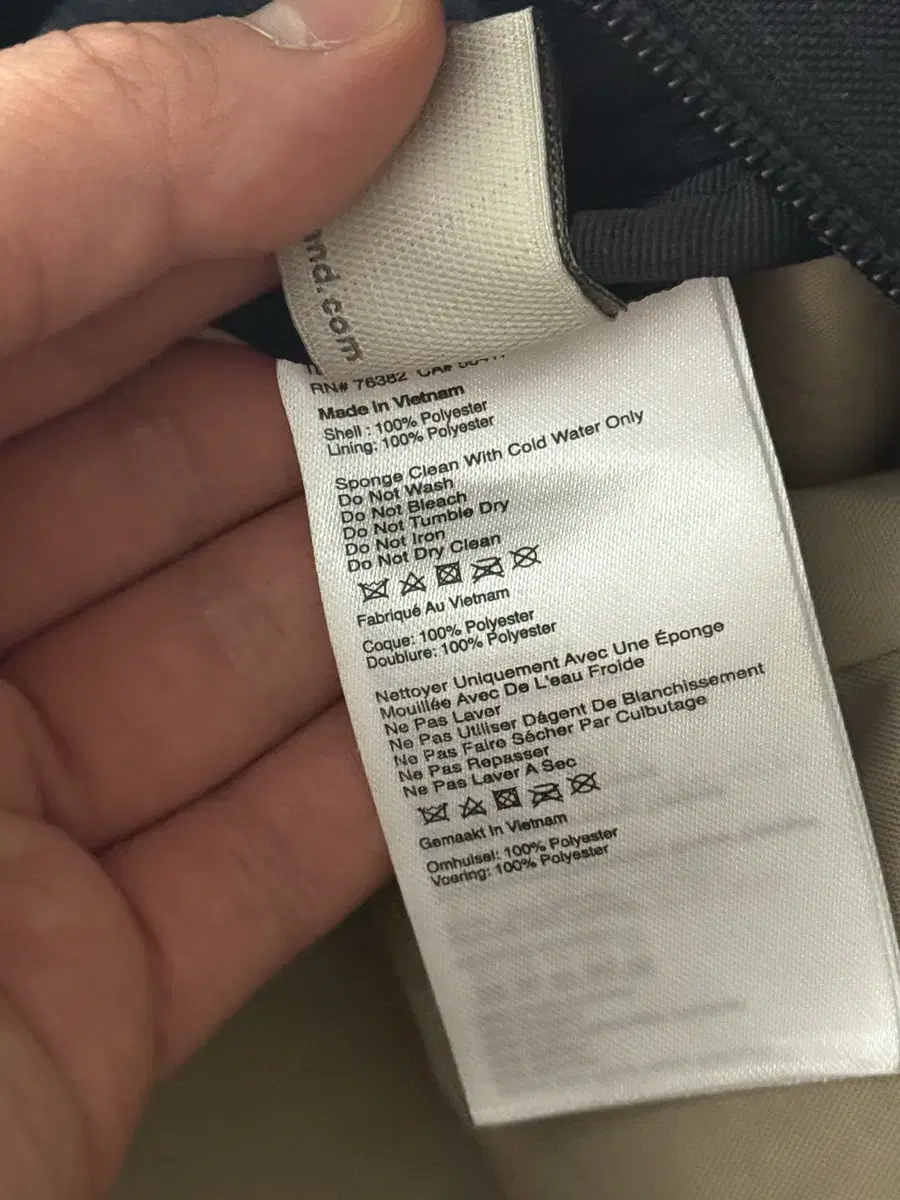 nd.com
RN# 76382 CA#
Made in Vietnam
Shell : 100% Polyester
Lining: 100% Polyester
Sponge Clean With Cold Water Only
Do Not Wash
Do Not Bleach
Do Not Tumble Dry
Do Not Iron
Do Not Dry Clean
Fabriqué Au Vietnam
Coque: 100% Polyester
Doublure: 100% Polyester
Nettoyer Uniquement Avec Une Éponge
Mouillée Avec De L'eau Froide
Ne Pas Laver
Ne Pas Utiliser Dágent De Blanchissement
Ne Pas Faire Sécher Par Culbutage
Ne Pas Repasser
Ne Pas Laver A Sec
Gemaakt In Vietnam
Omhulsel: 100% Polyester
Voering: 100% Polyester